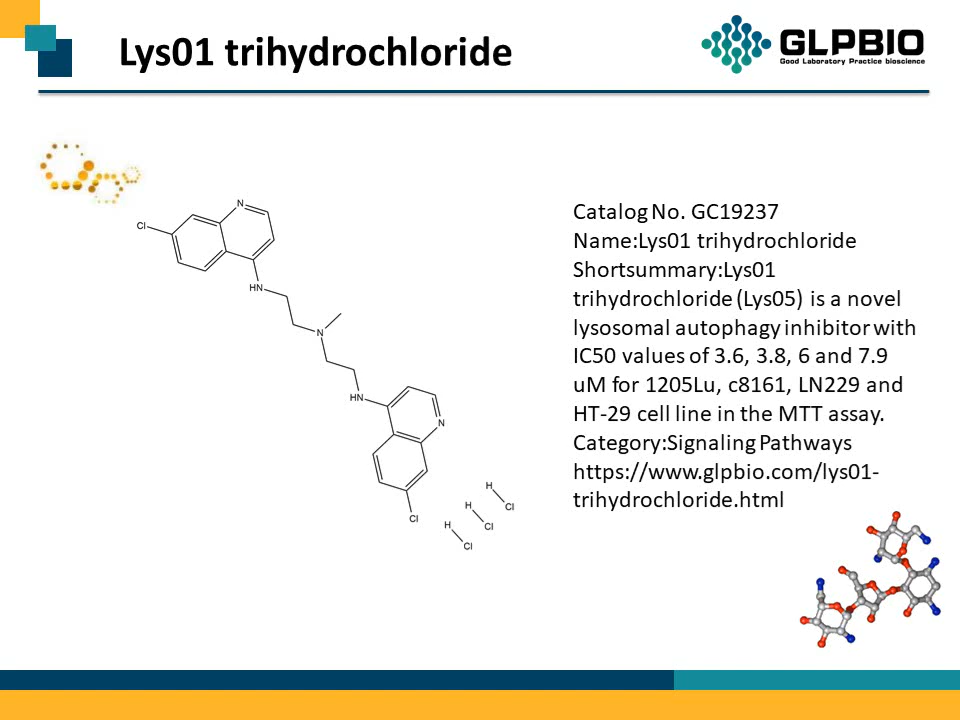 Lys01 trihydrochloride
GLPBIO
Good Laboratory Practice bioscience
N
Cl
HN
N
HN
N
Cl
H
Cl
H
Cl
H
Cl
Catalog No. GC19237
Name:Lys01 trihydrochloride
Shortsummary:Lys01
trihydrochloride (Lys05) is a novel
lysosomal autophagy inhibitor with
IC50 values of 3.6, 3.8, 6 and 7.9
uM for 1205Lu, c8161, LN229 and
HT-29 cell line in the MTT assay.
Category:Signaling Pathways
https://www.glpbio.com/lys01-
trihydrochloride.html